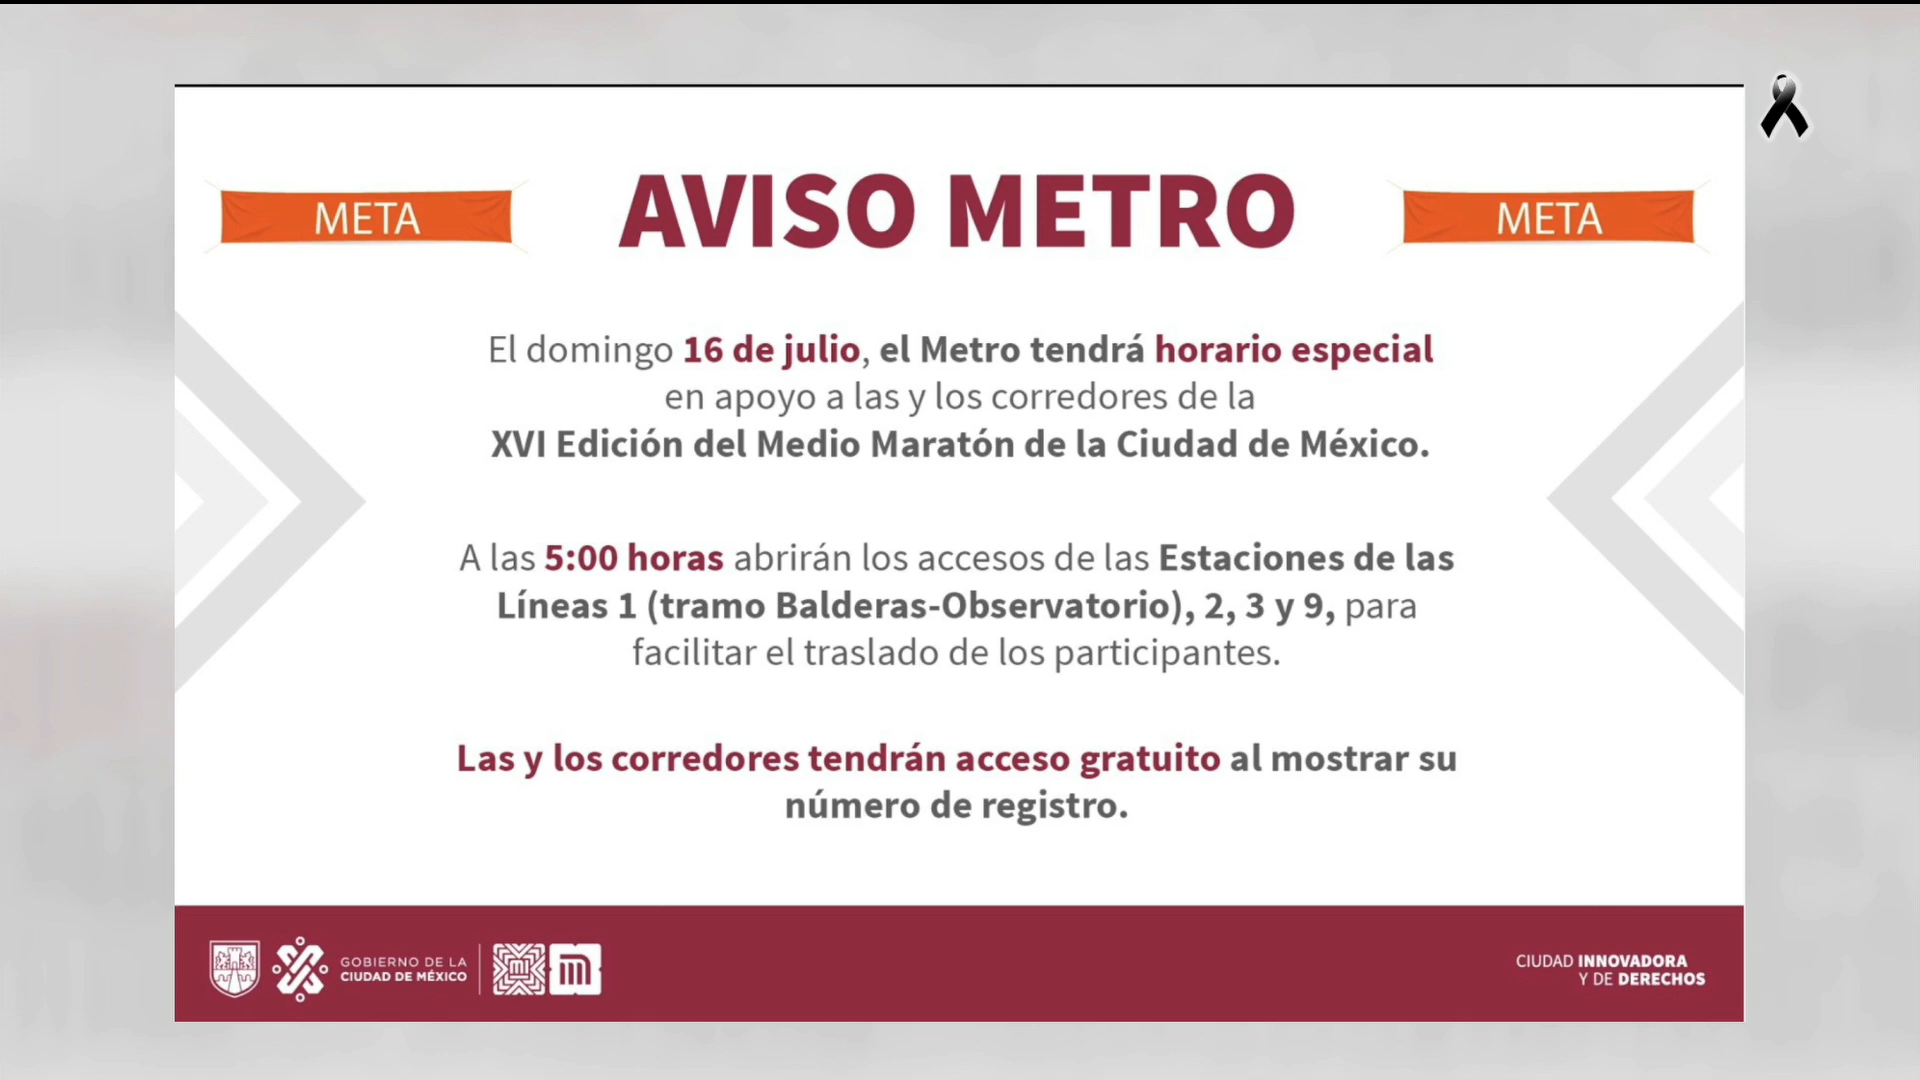 META
AVISO METRO
META
El domingo 16 de julio, el Metro tendrá horario especial
en apoyo a las y los corredores de la
XVI Edición del Medio Maratón de la Ciudad de México.
A las 5:00 horas abrirán los accesos de las Estaciones de las
Líneas 1 (tramo Balderas-Observatorio), 2, 3 y 9, para
facilitar el traslado de los participantes.
Las y los corredores tendrán acceso gratuito al mostrar su
número de registro.
GOBIERNO DE LA
CIUDAD DE MÉXICO
CIUDAD INNOVADORA
Y DE DERECHOS